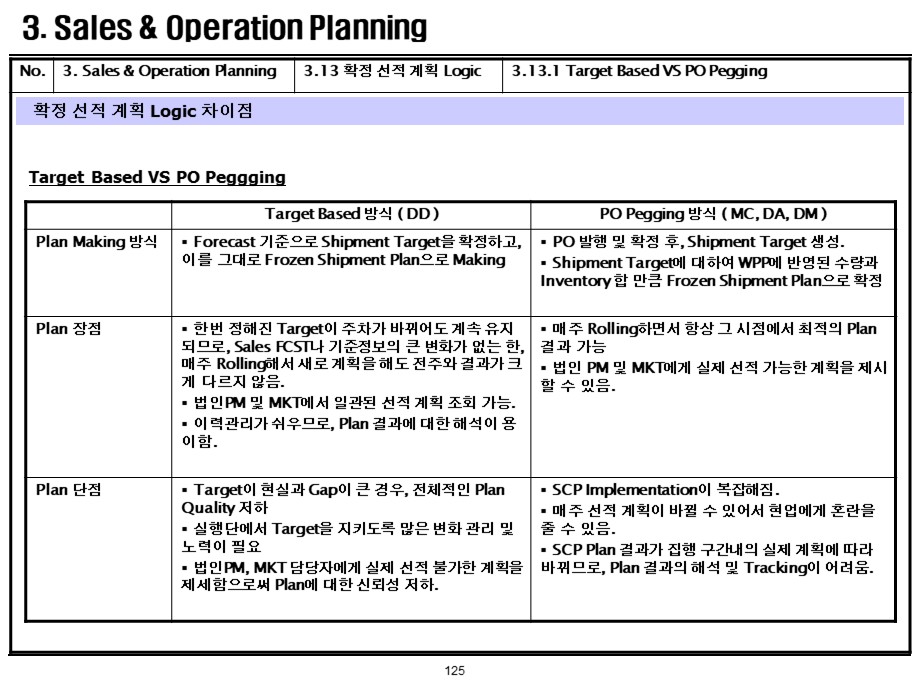 3. Sales & Operation Planning
No. 3. Sales & Operation Planning 3.13 확정 선적 계획 Logic 3.13.1 Target Based VS PO Pegging
확정 선적 계획 Logic 차이점
Target Based VS PO Peggging
Target Based 방식 ( DD ) PO Pegging 방식 ( MC, DA, DM )
Plan Making 방식
▪ Forecast 기준으로 Shipment Target을 확정하고,
이를 그대로 Frozen Shipment Plan으로 Making
▪ PO 발행 및 확정 후, Shipment Target 생성.
▪ Shipment Target에 대하여 WPP에 반영된 수량과
Inventory 합 만큼 Frozen Shipment Plan으로 확정
Plan 장점
▪ 한번 정해진 Target이 주차가 바뀌어도 계속 유지
되므로, Sales FCST나 기준정보의 큰 변화가 없는 한,
매주 Rolling해서 새로 계획을 해도 전주와 결과가 크
게 다르지 않음.
▪ 법인PM 및 MKT에서 일관된 선적 계획 조회 가능.
▪ 이력관리가 쉬우므로, Plan 결과에 대한 해석이 용
이함.
▪ 매주 Rolling하면서 항상 그 시점에서 최적의 Plan
결과 가능
▪ 법인 PM 및 MKT에게 실제 선적 가능한 계획을 제시
할 수 있음.
Plan 단점
▪ Target이 현실과 Gap이 큰 경우, 전체적인 Plan
Quality 저하
▪ 실행단에서 Target을 지키도록 많은 변화 관리 및
노력이 필요
▪ 법인PM, MKT 담당자에게 실제 선적 불가한 계획을
제세함으로써 Plan에 대한 신뢰성 저하.
▪ SCP Implementation이 복잡해짐.
▪ 매주 선적 계획이 바뀔 수 있어서 현업에게 혼란을
줄 수 있음.
▪ SCP Plan 결과가 집행 구간내의 실제 계획에 따라
바뀌므로, Plan 결과의 해석 및 Tracking이 어려움.
125